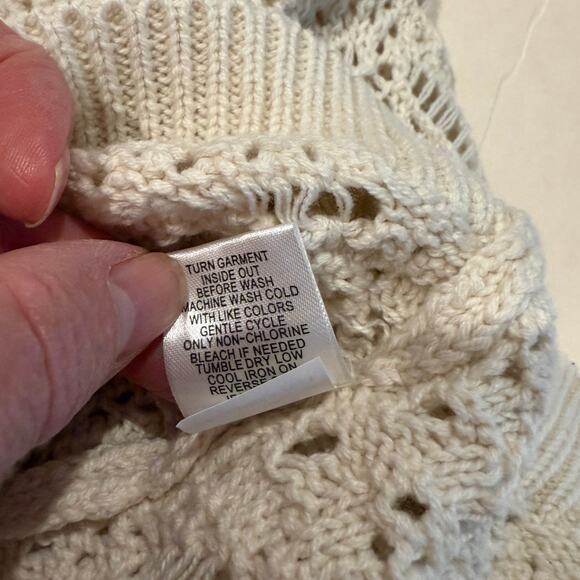 TURN GARMENT
INSIDE OUT
BEFORE WASH
MACHINE WASH COLD
WITH LIKE COLORS
GENTLE CYCLE
ONLY NON-CHLORINE
BLEACH IF NEEDED
TUMBLE DRY LOW
COOL IRON ON
REVERSE